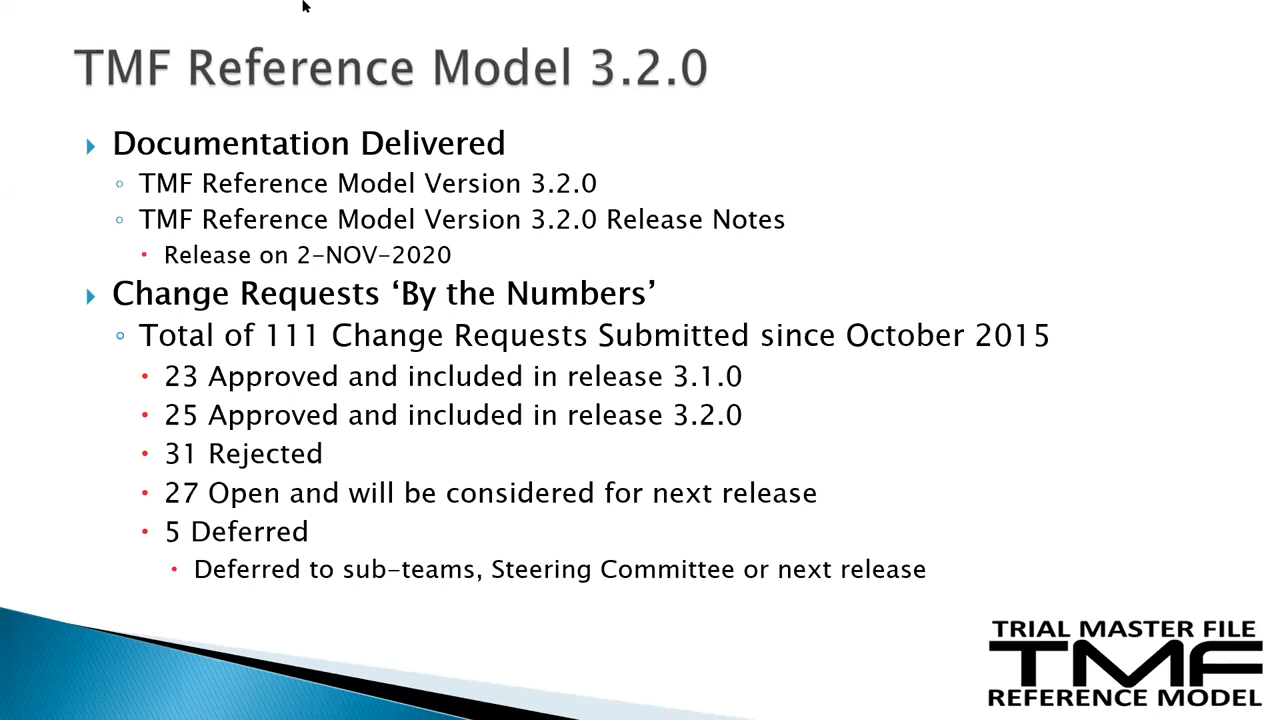 TMF Reference Model 3.2.0
Documentation Delivered
TMF Reference Model Version 3.2.0
TMF Reference Model Version 3.2.0 Release Notes
Release on 2-NOV-2020
Change Requests ‘By the Numbers’
Total of 111 Change Requests Submitted since October 2015
23 Approved and included in release 3.1.0
25 Approved and included in release 3.2.0
31 Rejected
27 Open and will be considered for next release
5 Deferred
Deferred to sub-teams, Steering Committee or next release
TRIAL MASTER FILE
TMF
REFERENCE MODEL